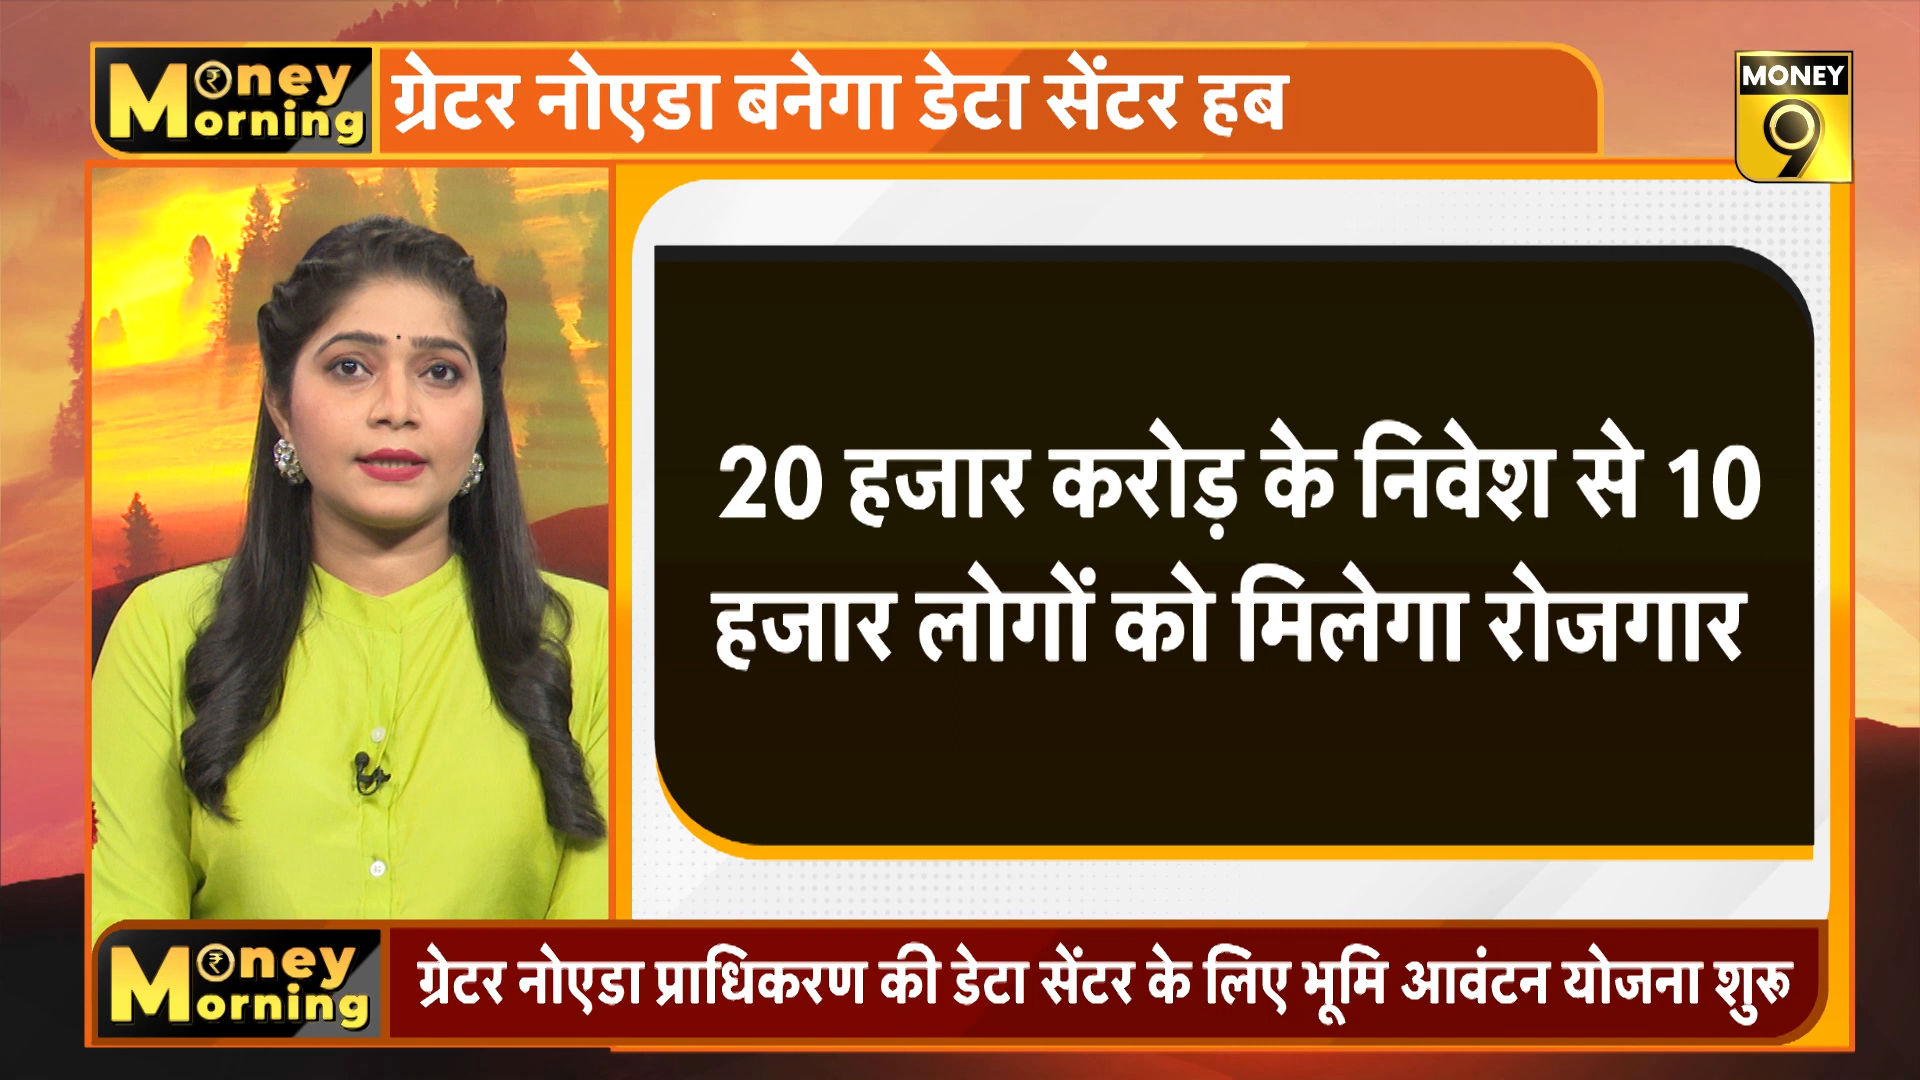 Money Morning
ग्रेटर नोएडा बनेगा डेटा सेंटर हब
MONEY
9
20 हजार करोड़ के निवेश से 10
हजार लोगों को मिलेगा रोजगार
Money Morning
ग्रेटर नोएडा प्राधिकरण की डेटा सेंटर के लिए भूमि आवंटन योजना शुरू